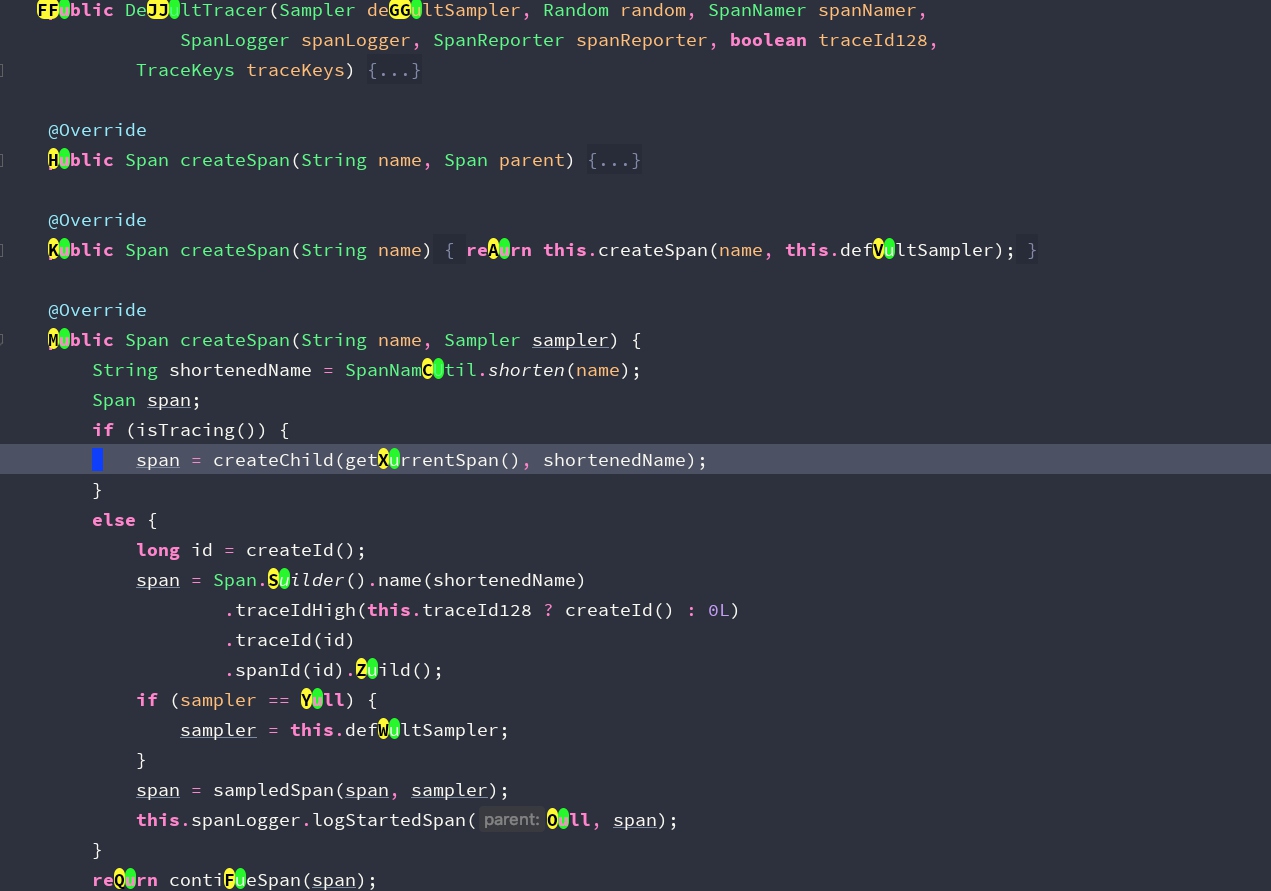 FFublic DeJJultTracer(Sampler deGGultSampler, Random random, SpanNamer spanNamer,
SpanLogger spanLogger, SpanReporter spanReporter, boolean traceId128,
TraceKeys traceKeys) {...}
@Override
Hublic Span createSpan(String name, Span parent) {...}
@Override
Kublic Span createSpan(String name) { reAurn this.createSpan(name, this.defVultSampler); }
@Override
Mublic Span createSpan(String name, Sampler sampler) {
String shortenedName = SpanNamCUtil.shorten(name);
Span span;
if (isTracing()) {
span = createChild(getXurrentSpan(), shortenedName);
}
else {
long id = createId();
span = Span.Suilder().name(shortenedName)
.traceIdHigh(this.traceId128 ? createId() : 0L)
.traceId(id)
.spanId(id).Zuild();
if (sampler == Yull) {
sampler = this.defWultSampler;
}
span = sampledSpan(span, sampler);
this.spanLogger.logStartedSpan( parent: Oull, span);
}
reQurn contiFueSpan(span);